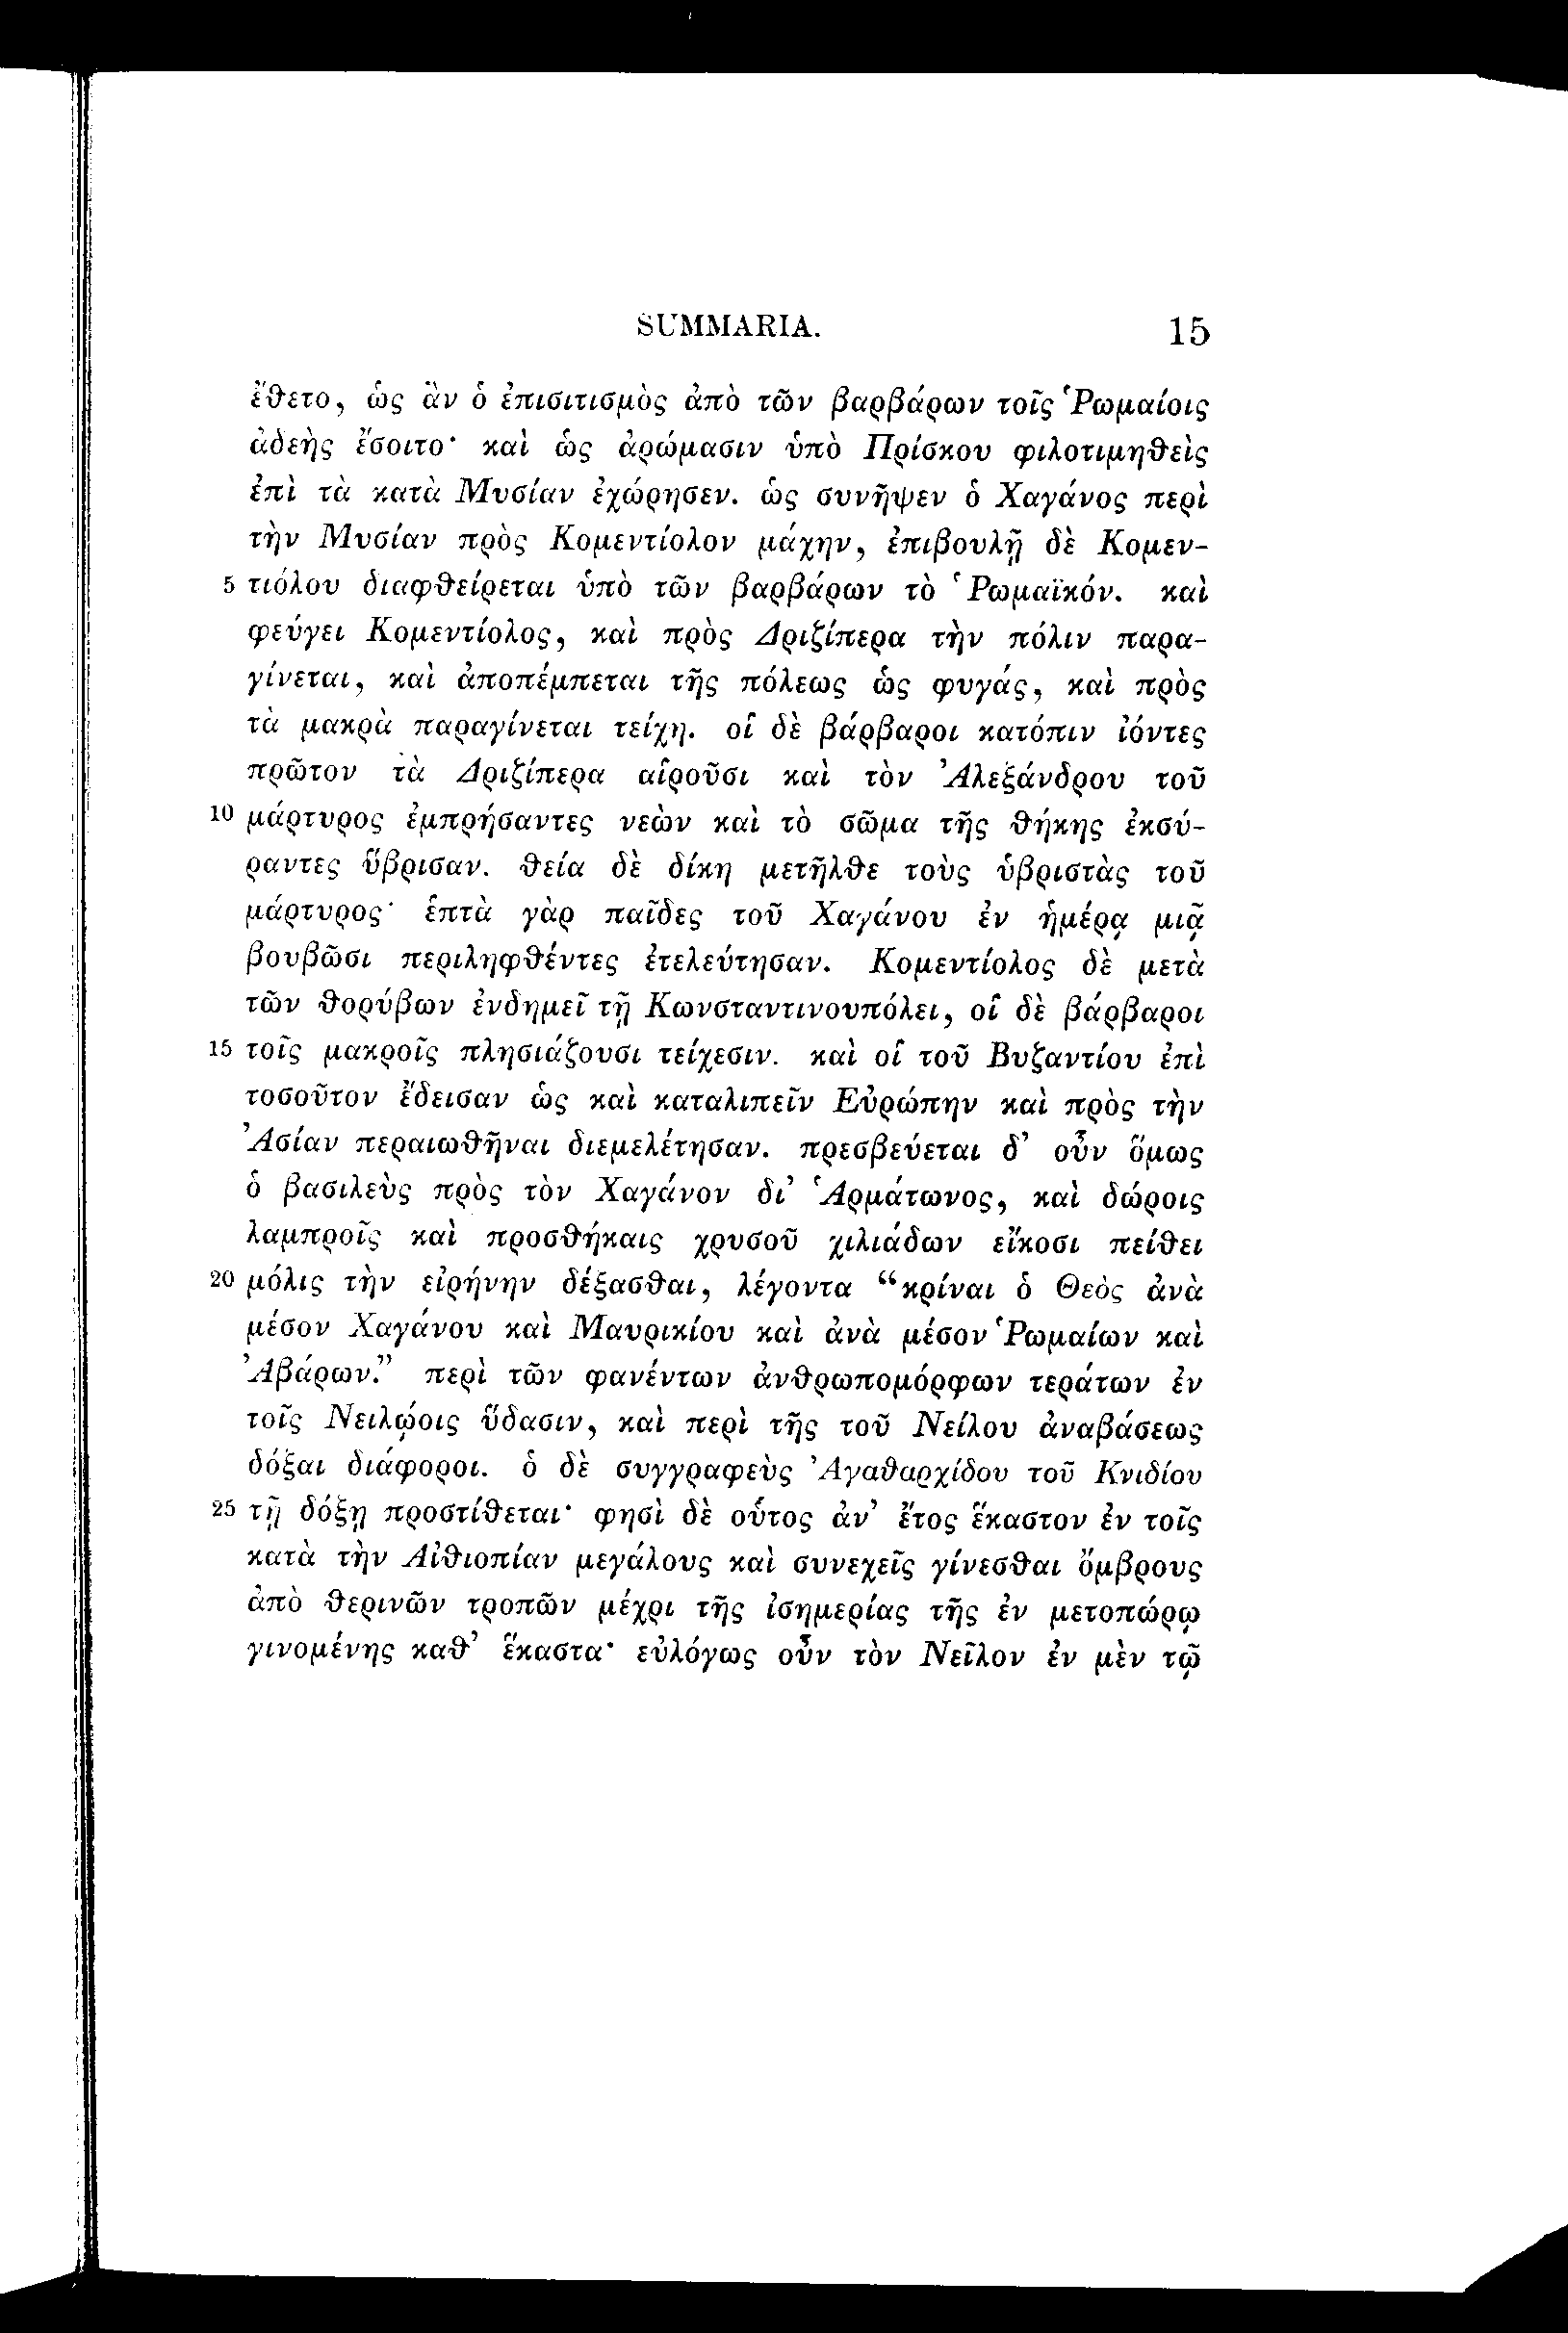 SUMMARIA. 15
ἔθετο, ὡς ἂν ὁ ἐπισιτισμὸς ἀπὸ τῶν βαρβάρων τοῖς Ῥωμαίοις
ἀδεὴς ἔσοιτο· καὶ ὡς ἀρώμασιν ὑπὸ Πρίσκου φιλοτιμηθεὶς
ἐπὶ τὰ κατὰ Μυσίαν ἐχώρησεν. ὡς συνῆψεν ὁ Χαγάνος περὶ
τὴν Μυσίαν πρὸς Κομεντίολον μάχην, ἐπιβουλῇ δὲ Κομεν-
5 τιόλου διαφθείρεται ὑπὸ τῶν βαρβάρων τὸ Ῥωμαϊκόν. καὶ
φεύγει Κομεντίολος, καὶ πρὸς Δριζίπερα τὴν πόλιν παρα-
γίνεται, καὶ ἀποπέμπεται τῆς πόλεως ὡς φυγάς, καὶ πρὸς
τὰ μακρὰ παραγίνεται τείχη. οἱ δὲ βάρβαροι κατόπιν ἰόντες
πρῶτον τὰ Δριζίπερα αἱροῦσι καὶ τὸν Ἀλεξάνδρου τοῦ
10 μάρτυρος ἐμπρήσαντες νεὼν καὶ τὸ σῶμα τῆς θήκης ἐκσύ-
ραντες ὕβρισαν. θεία δὲ δίκη μετῆλθε τοὺς ὑβριστὰς τοῦ
μάρτυρος· ἑπτὰ γὰρ παῖδες τοῦ Χαγάνου ἐν ἡμέρᾳ μιᾷ
βουβῶσι περιληφθέντες ἐτελεύτησαν. Κομεντίολος δὲ μετὰ
τῶν θορύβων ἐνδημεῖ τῇ Κωνσταντινουπόλει, οἱ δὲ βάρβαροι
15 τοῖς μακροῖς πλησιάζουσι τείχεσιν. καὶ οἱ τοῦ Βυζαντίου ἐπὶ
τοσοῦτον ἔδεισαν ὡς καὶ καταλιπεῖν Εὐρώπην καὶ πρὸς τὴν
Ἀσίαν περαιωθῆναι διεμελέτησαν. πρεσβεύεται δ’ οὖν ὅμως
ὁ βασιλεὺς πρὸς τὸν Χαγάνον δι’ Ἁρμάτωνος, καὶ δώροις
λαμπροῖς καὶ προσθήκαις χρυσοῦ χιλιάδων εἴκοσι πείθει
20 μόλις τὴν εἰρήνην δέξασθαι, λέγοντα “κρίναι ὁ Θεὸς ἀνὰ
μέσον Χαγάνου καὶ Μαυρικίου καὶ ἀνὰ μέσον Ῥωμαίων καὶ
Ἀβάρων.” περὶ τῶν φανέντων ἀνθρωπομόρφων τεράτων ἐν
τοῖς Νειλῴοις ὕδασιν, καὶ περὶ τῆς τοῦ Νείλου ἀναβάσεως
δόξαι διάφοροι. ὁ δὲ συγγραφεὺς Ἀγαθαρχίδου τοῦ Κνιδίου
25 τῇ δόξῃ προστίθεται· φησὶ δὲ οὗτος ἀν’ ἔτος ἕκαστον ἐν τοῖς
κατὰ τὴν Αἰθιοπίαν μεγάλους καὶ συνεχεῖς γίνεσθαι ὄμβρους
ἀπὸ θερινῶν τροπῶν μέχρι τῆς ἰσημερίας τῆς ἐν μετοπώρῳ
γινομένης καθ’ ἕκαστα· εὐλόγως οὖν τὸν Νεῖλον ἐν μὲν τῷ